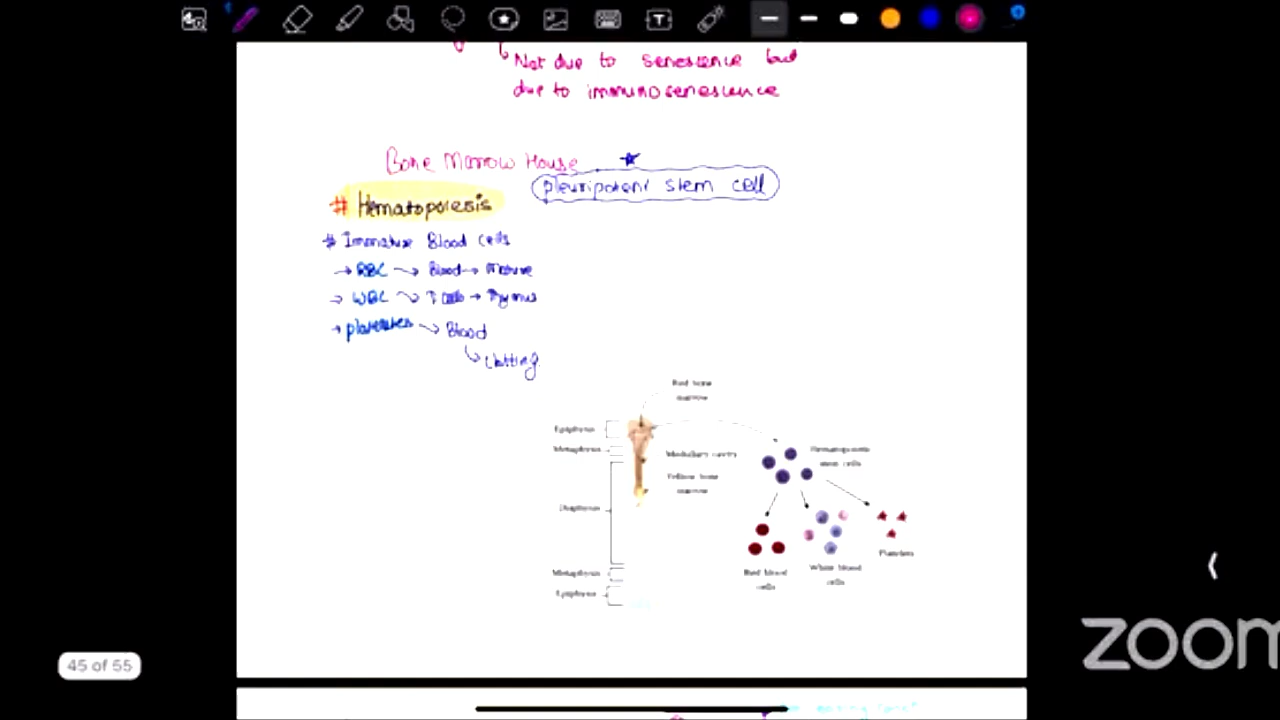 Not due to senescence but
due to immunosenescence
Bone Marrow House
pleuripotent stem cell
# Hematopoiesis
# Immature Blood cells
→ RBC → Blood → Mature
→ WBC → T cells → Thymus
→ platelets → Blood
↳ Clotting
Red bone
marrow
Epiphysis
Metaphysis
Medullary cavity
Hematopoietic
stem cells
Yellow bone
marrow
Diaphysis
Platelets
Red blood
cells
White blood
cells
Metaphysis
Epiphysis
45 of 55
zoom